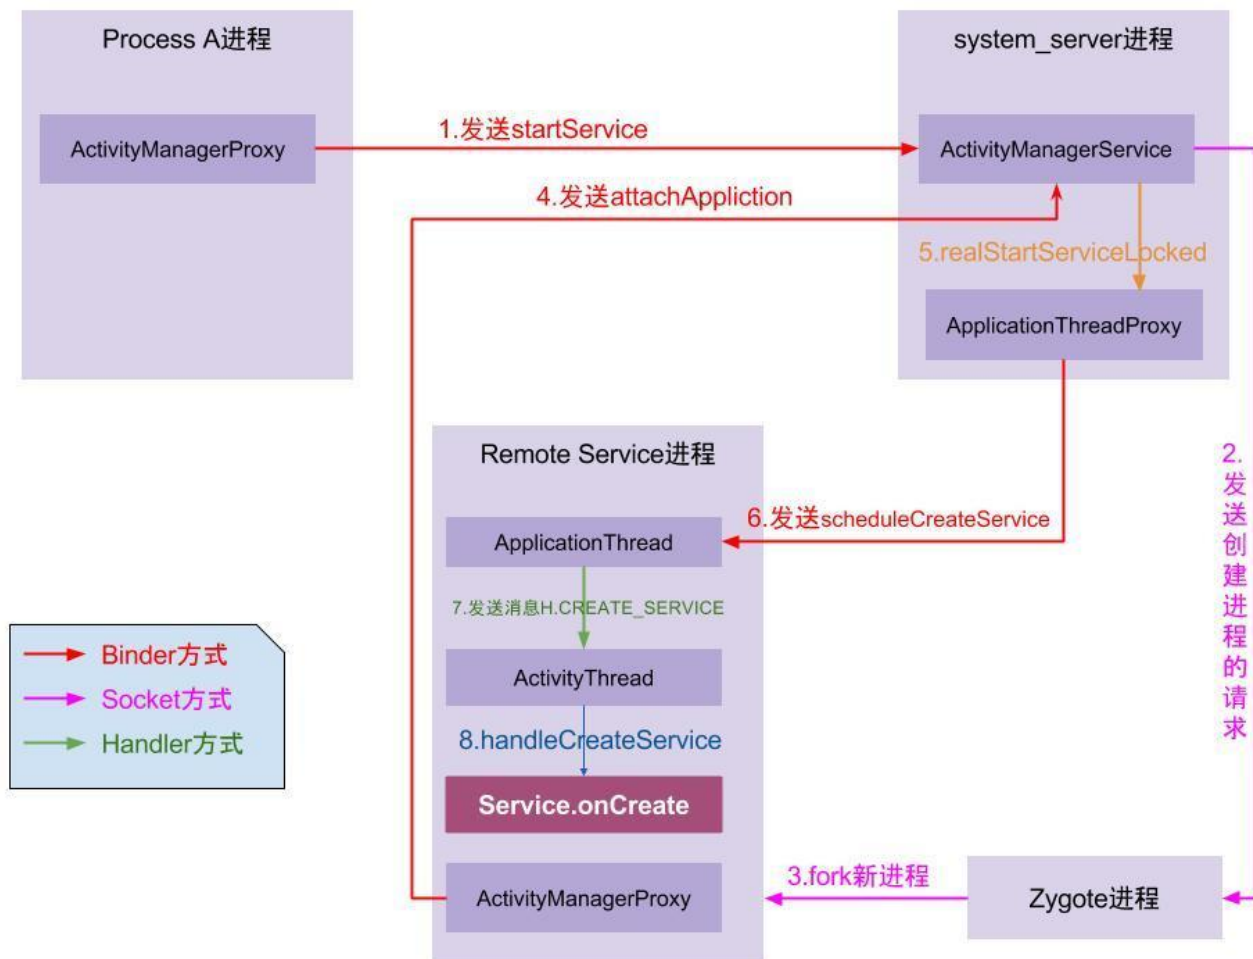 Process A进程
system_server进程
ActivityManagerProxy
1.发送startService
ActivityManagerService
4.发送attachAppliction
5.realStartServiceLocked
ApplicationThreadProxy
Remote Service进程
2.发送创建进程的请求
6.发送scheduleCreateService
ApplicationThread
7.发送消息H.CREATE_SERVICE
ActivityThread
8.handleCreateService
Service.onCreate
ActivityManagerProxy
3.fork新进程
Zygote进程
Binder方式
Socket方式
Handler方式